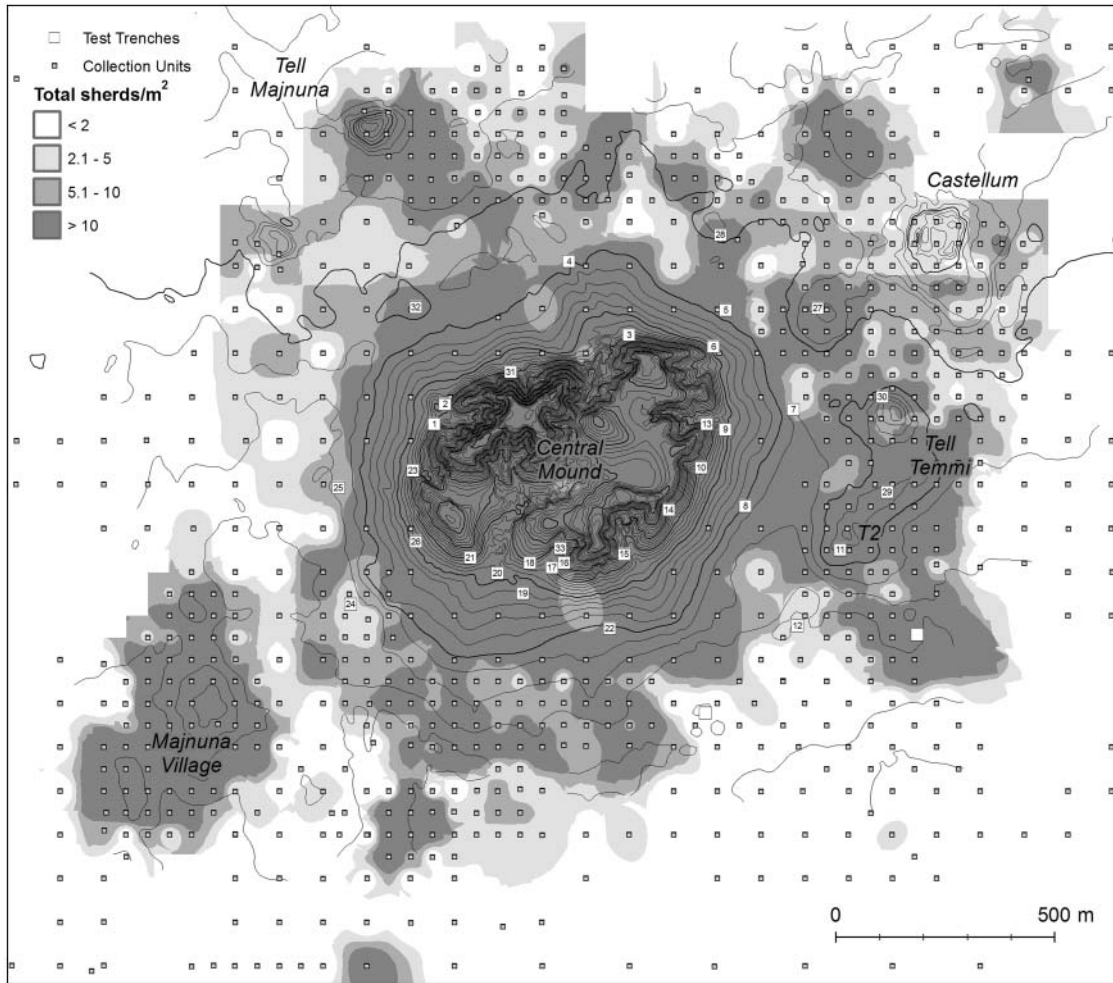 Test Trenches
Collection Units
Total sherds/m²
< 2
2.1 - 5
5.1 - 10
> 10
Tell
Majnuna
Castellum
28
4
32
27
5
3
6
31
2
30
7
1
13
9
Central
Mound
Tell
Temmi
23
10
25
29
14
8
T2
26
33
11
21
18
16
15
17
20
19
24
12
22
Majnuna
Village
0
500 m